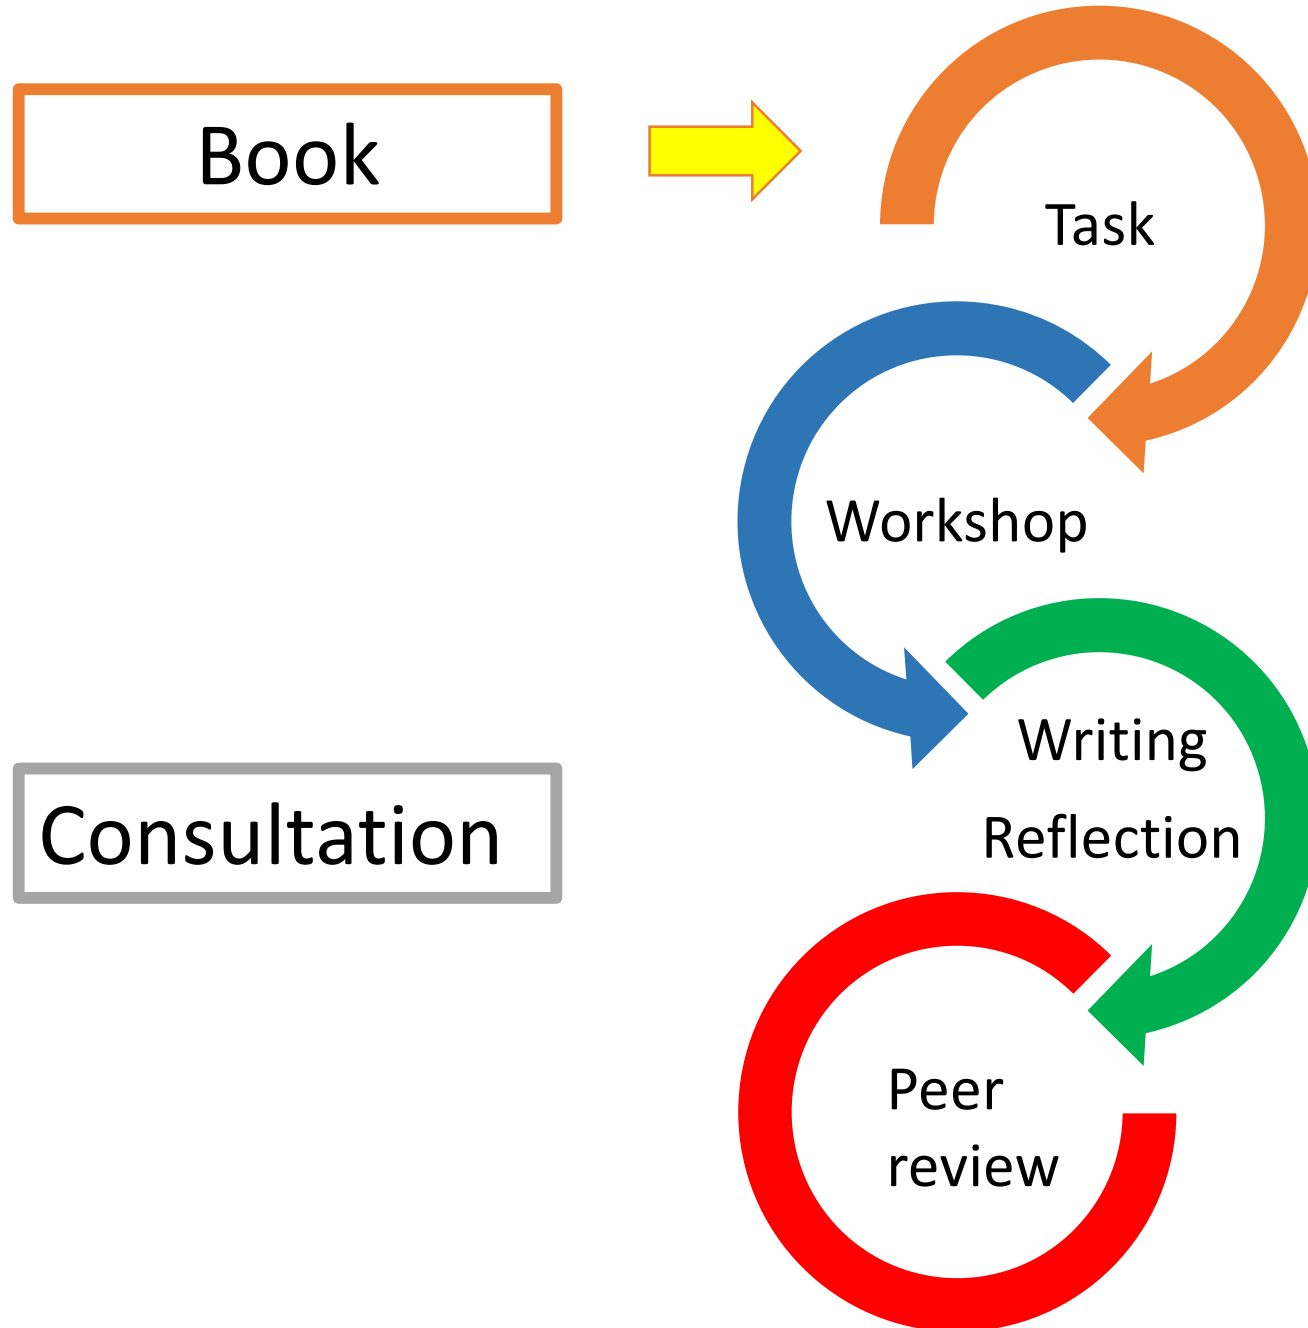 Book
Task
Workshop
Writing
Reflection
Consultation
Peer
review